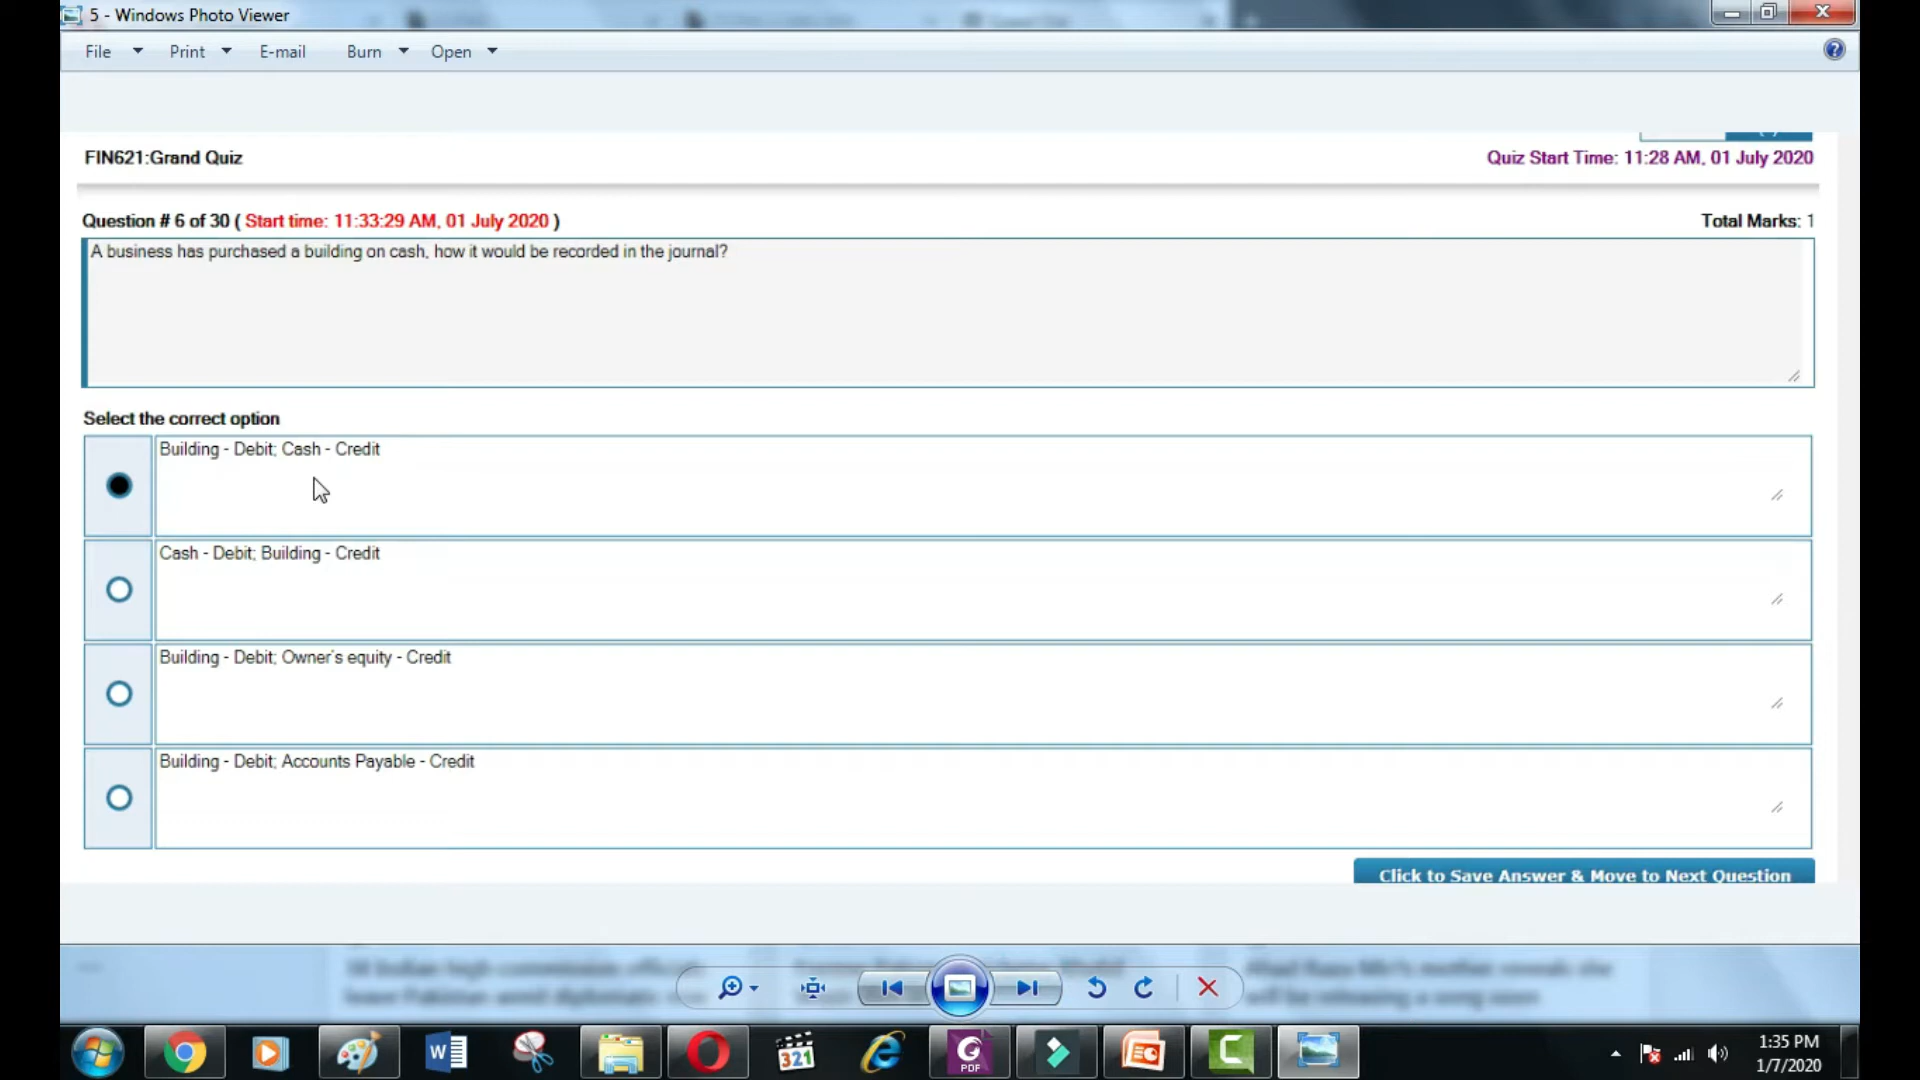 5 - Windows Photo Viewer
File Print E-mail Burn Open
FIN621:Grand Quiz
Quiz Start Time: 11:28 AM, 01 July 2020
Question # 6 of 30 ( Start time: 11:33:29 AM, 01 July 2020 )
Total Marks: 1
A business has purchased a building on cash, how it would be recorded in the journal?
Select the correct option
Building - Debit; Cash - Credit
Cash - Debit; Building - Credit
Building - Debit; Owner's equity - Credit
Building - Debit; Accounts Payable - Credit
Click to Save Answer & Move to Next Question
W
321
G
PDF
C
1:35 PM
1/7/2020